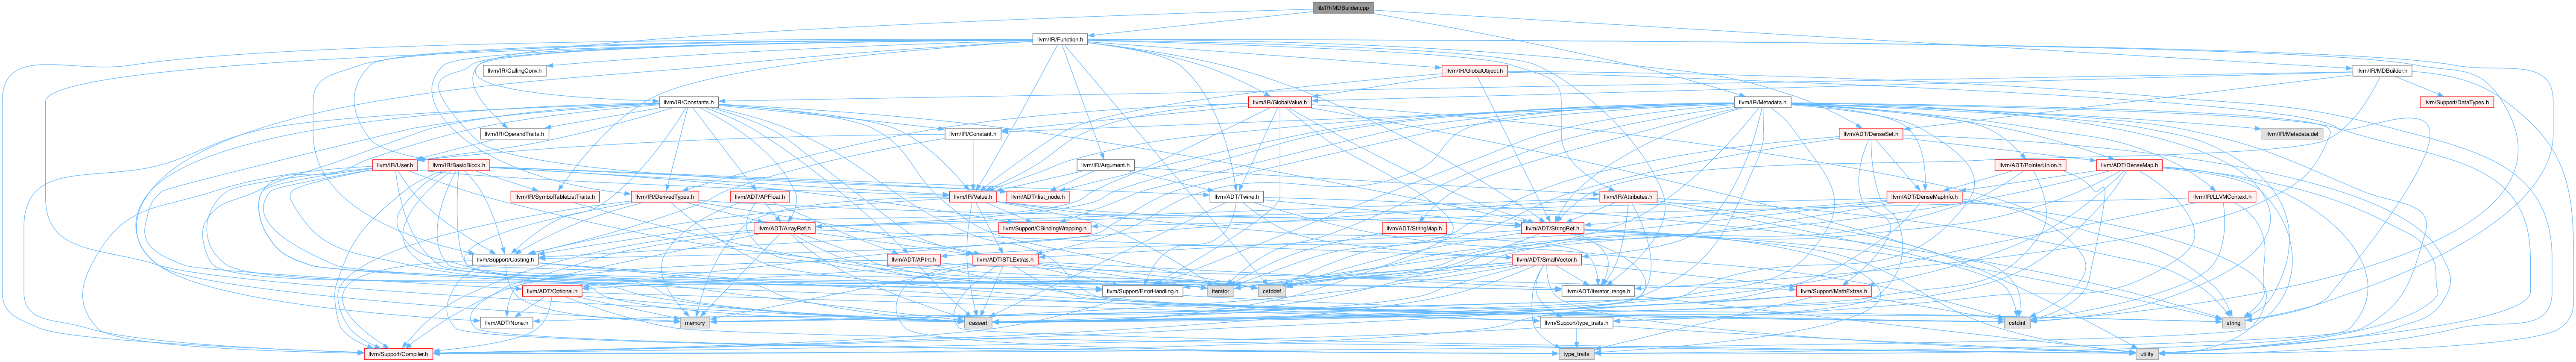 lib/IR/MDBuilder.cpp
llvm/IR/Function.h
llvm/IR/CallingConv.h
llvm/IR/GlobalObject.h
llvm/IR/MDBuilder.h
llvm/IR/Constants.h
llvm/IR/GlobalValue.h
llvm/IR/Metadata.h
llvm/Support/DataTypes.h
llvm/IR/OperandTraits.h
llvm/IR/Constant.h
llvm/ADT/DenseSet.h
llvm/IR/Metadata.def
llvm/IR/User.h
llvm/IR/BasicBlock.h
llvm/IR/Argument.h
llvm/ADT/PointerUnion.h
llvm/ADT/DenseMap.h
llvm/IR/SymbolTableListTraits.h
llvm/IR/DerivedTypes.h
llvm/ADT/APFloat.h
llvm/IR/Value.h
llvm/ADT/ilist_node.h
llvm/ADT/Twine.h
llvm/IR/Attributes.h
llvm/ADT/DenseMapInfo.h
llvm/IR/LLVMContext.h
llvm/ADT/ArrayRef.h
llvm/Support/CBindingWrapping.h
llvm/ADT/StringMap.h
llvm/ADT/StringRef.h
llvm/Support/Casting.h
llvm/ADT/APInt.h
llvm/ADT/STLExtras.h
llvm/ADT/SmallVector.h
llvm/ADT/Optional.h
llvm/Support/ErrorHandling.h
iterator
cstddef
llvm/ADT/iterator_range.h
llvm/Support/MathExtras.h
llvm/ADT/None.h
memory
cassert
llvm/Support/type_traits.h
cstdint
string
llvm/Support/Compiler.h
type_traits
utility